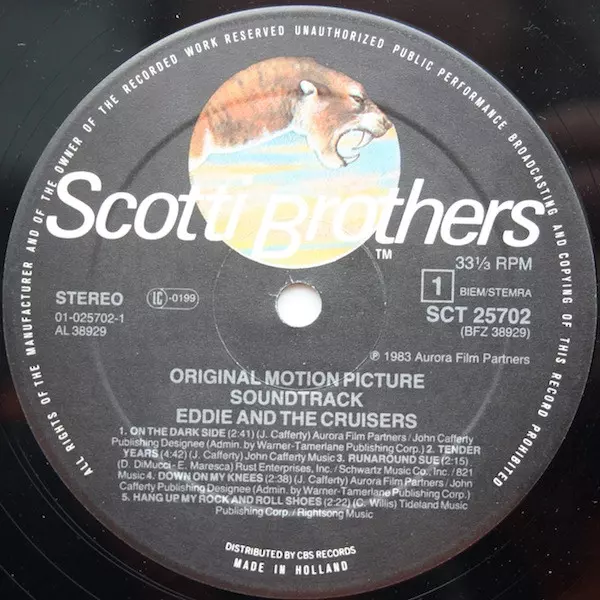 ALL RIGHTS OF THE MANUFACTURER AND OF THE OWNER OF THE RECORDED WORK RESERVED UNAUTHORIZED PUBLIC PERFORMANCE BROADCASTING AND COPYING OF THIS RECORD PROHIBITED
Scotti Brothers
TM
33⅓ RPM
STEREO
LC-0199
1
BIEM/STEMRA
01-025702-1
AL 38929
SCT 25702
(BFZ 38929)
℗ 1983 Aurora Film Partners
ORIGINAL MOTION PICTURE
SOUNDTRACK
EDDIE AND THE CRUISERS
1. ON THE DARK SIDE (2:41) (J. Cafferty) Aurora Film Partners / John Cafferty
Publishing Designee (Admin. by Warner-Tamerlane Publishing Corp.) 2. TENDER
YEARS (4:42) (J. Cafferty) John Cafferty Music 3. RUNAROUND SUE (2:15)
(D. DiMucci - E. Maresca) Rust Enterprises, Inc. / Schwartz Music Co., Inc. / 821
Music 4. DOWN ON MY KNEES (2:38) (J. Cafferty) Aurora Film Partners / John
Cafferty Publishing Designee (Admin. by Warner-Tamerlane Publishing Corp.)
5. HANG UP MY ROCK AND ROLL SHOES (2:22) (C. Willis) Tideland Music
Publishing Corp. / Rightsong Music
DISTRIBUTED BY CBS RECORDS
MADE IN HOLLAND